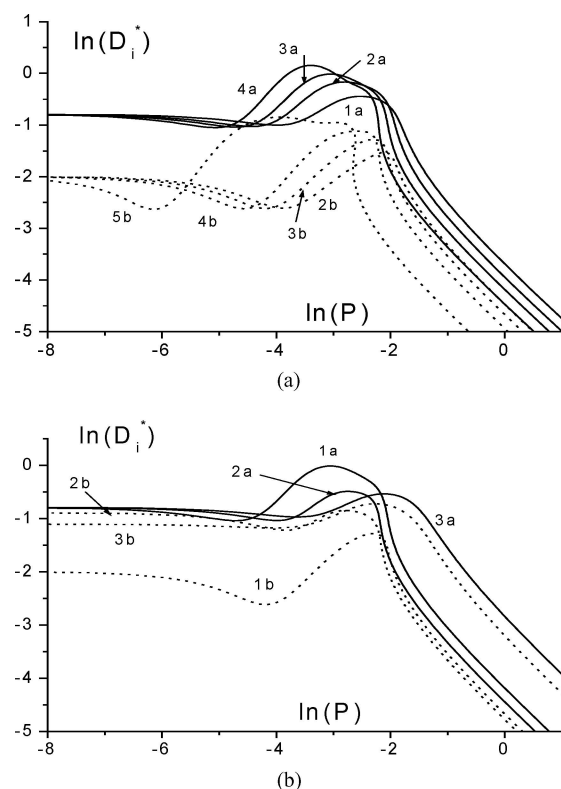 ln(D_i^*)
1
0
-1
-2
-3
-4
-5
3a
2a
4a
1a
5b
4b
3b
2b
ln(P)
-8 -6 -4 -2 0
(a)
ln(D_i^*)
0
-1
-2
-3
-4
-5
1a
2a
2b
3a
3b
1b
ln(P)
-8 -6 -4 -2 0
(b)